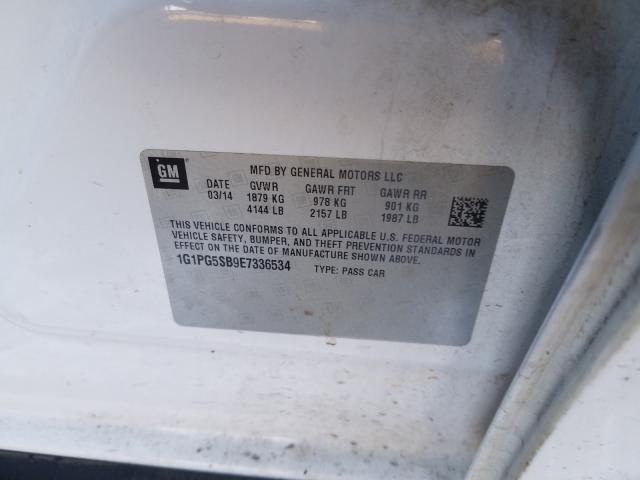 GM
MFD BY GENERAL MOTORS LLC
DATE GVWR GAWR FRT GAWR RR
03/14 1879 KG 978 KG 901 KG
4144 LB 2157 LB 1987 LB
THIS VEHICLE CONFORMS TO ALL APPLICABLE U.S. FEDERAL MOTOR
VEHICLE SAFETY, BUMPER, AND THEFT PREVENTION STANDARDS IN
EFFECT ON THE DATE OF MANUFACTURE SHOWN ABOVE.
1G1PG5SB9E7336534 TYPE: PASS CAR